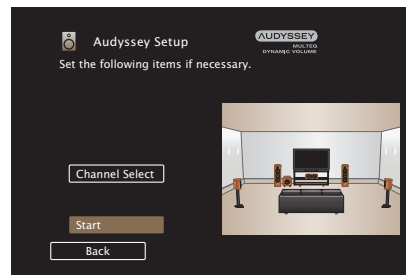 Audyssey Setup
AUDYSSEY
MULTEQ
DYNAMIC VOLUME
Set the following items if necessary.
Channel Select
Start
Back